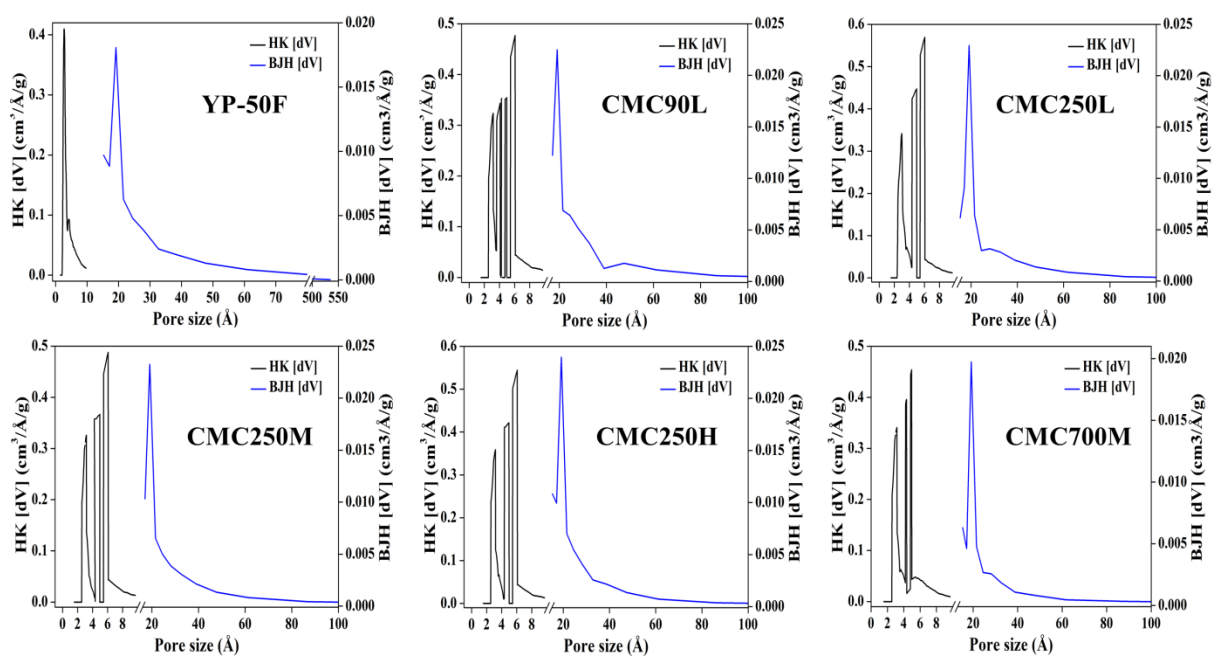 HK [dV] (cm³/Å/g)
0.4
0.3
0.2
0.1
0.0
HK [dV]
BJH [dV]
YP-50F
0.020
0.015
0.010
0.005
0.000
BJH [dV] (cm3/Å/g)
0 10 20 30 40 50 60 70 80 550
Pore size (Å)
HK [dV] (cm³/Å/g)
0.5
0.4
0.3
0.2
0.1
0.0
HK [dV]
BJH [dV]
CMC90L
0.025
0.020
0.015
0.010
0.005
0.000
BJH [dV] (cm3/Å/g)
0 2 4 6 8 20 40 60 80 100
Pore size (Å)
HK [dV] (cm³/Å/g)
0.6
0.5
0.4
0.3
0.2
0.1
0.0
HK [dV]
BJH [dV]
CMC250L
0.025
0.020
0.015
0.010
0.005
0.000
BJH [dV] (cm3/Å/g)
0 2 4 6 8 20 40 60 80 100
Pore size (Å)
HK [dV] (cm³/Å/g)
0.5
0.4
0.3
0.2
0.1
0.0
HK [dV]
BJH [dV]
CMC250M
0.025
0.020
0.015
0.010
0.005
0.000
BJH [dV] (cm3/Å/g)
0 2 4 6 8 20 40 60 80 100
Pore size (Å)
HK [dV] (cm³/Å/g)
0.6
0.5
0.4
0.3
0.2
0.1
0.0
HK [dV]
BJH [dV]
CMC250H
0.025
0.020
0.015
0.010
0.005
0.000
BJH [dV] (cm3/Å/g)
0 2 4 6 8 20 40 60 80 100
Pore size (Å)
HK [dV] (cm³/Å/g)
0.5
0.4
0.3
0.2
0.1
0.0
HK [dV]
BJH [dV]
CMC700M
0.020
0.015
0.010
0.005
0.000
BJH [dV] (cm3/Å/g)
0 2 4 6 8 20 40 60 80 100
Pore size (Å)